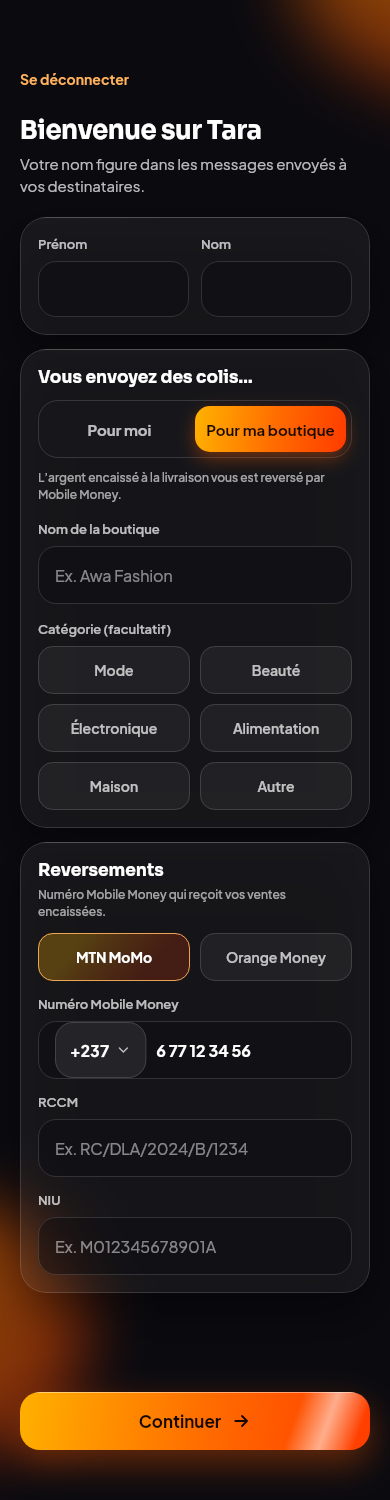 Se déconnecter
Bienvenue sur Tara
Votre nom figure dans les messages envoyés à
vos destinataires.
Prénom
Nom
Vous envoyez des colis...
Pour moi
Pour ma boutique
L'argent encaissé à la livraison vous est reversé par
Mobile Money.
Nom de la boutique
Ex. Awa Fashion
Catégorie (facultatif)
Mode
Beauté
Électronique
Alimentation
Maison
Autre
Reversements
Numéro Mobile Money qui reçoit vos ventes
encaissées.
MTN MoMo
Orange Money
Numéro Mobile Money
+237
6 77 12 34 56
RCCM
Ex. RC/DLA/2024/B/1234
NIU
Ex. M012345678901A
Continuer →